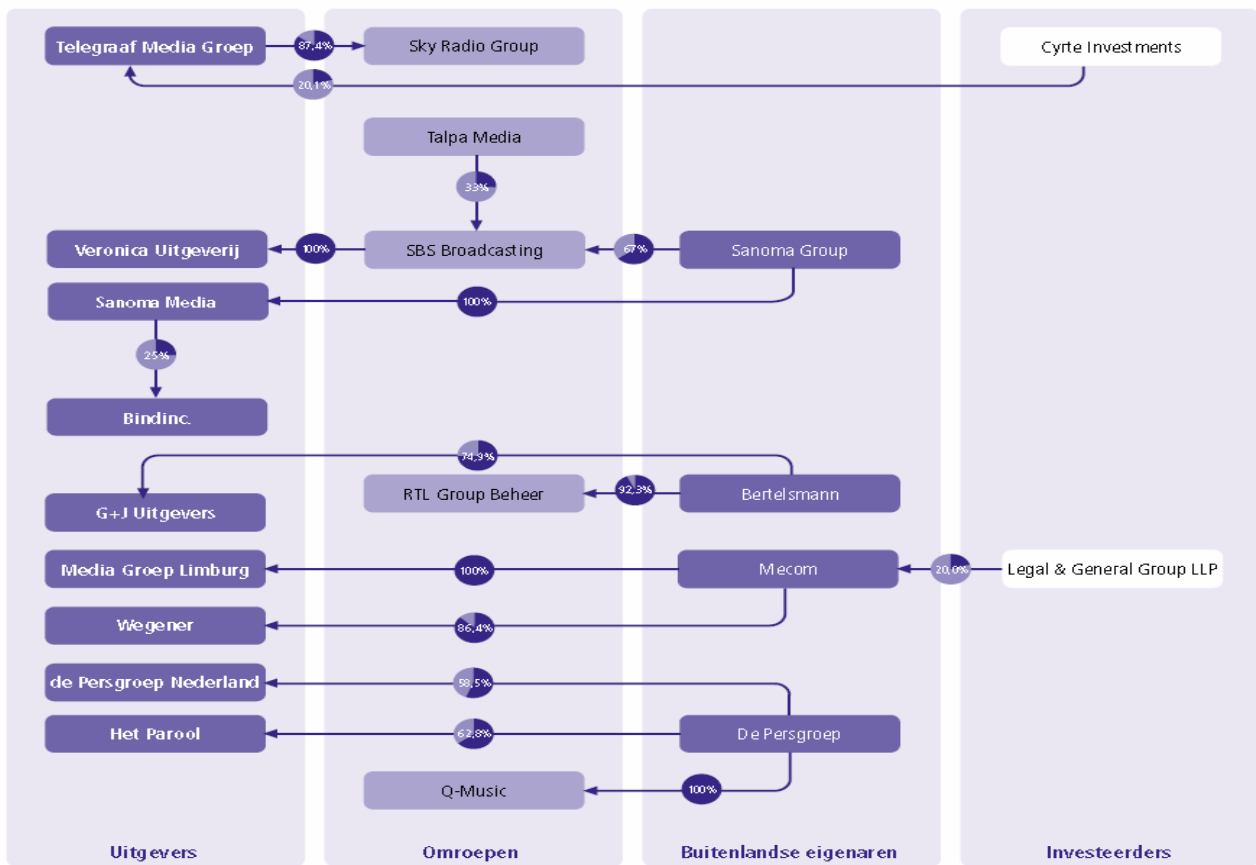 Telegraaf Media Groep
87,4%
Sky Radio Group
Cyrte Investments
20,1%
Talpa Media
33%
Veronica Uitgeverij
100%
SBS Broadcasting
67%
Sanoma Group
Sanoma Media
100%
25%
Bindinc.
74,9%
RTL Group Beheer
92,3%
Bertelsmann
G+J Uitgevers
Media Groep Limburg
100%
Mecom
20,0%
Legal & General Group LLP
Wegener
86,4%
de Persgroep Nederland
58,5%
Het Parool
62,8%
De Persgroep
Q-Music
100%
Uitgevers
Omroepen
Buitenlandse eigenaren
Investeerders